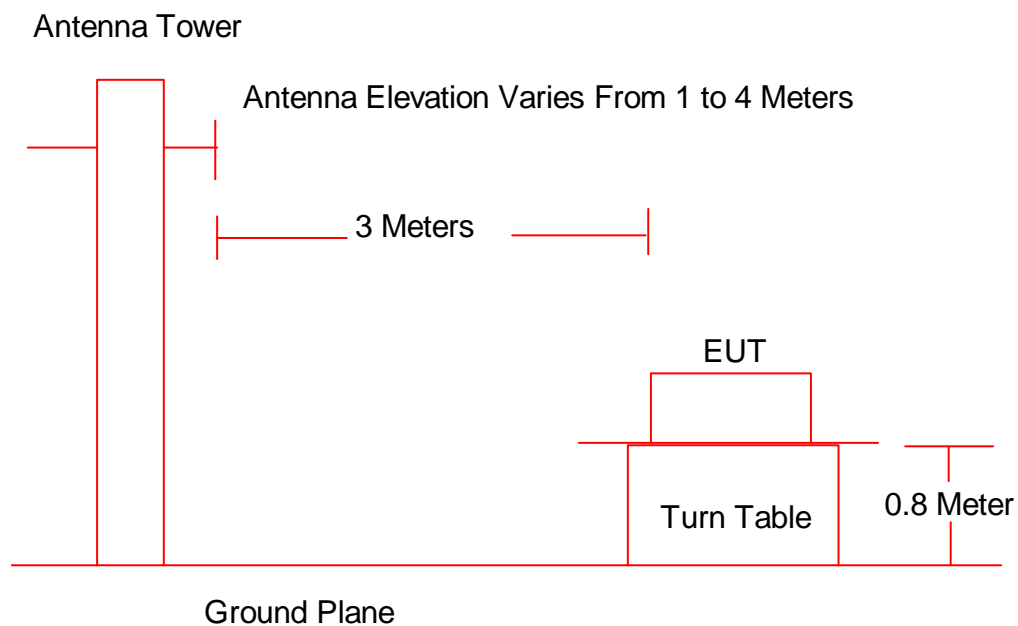 Antenna Tower
Antenna Elevation Varies From 1 to 4 Meters
3 Meters
EUT
0.8 Meter
Turn Table
Ground Plane